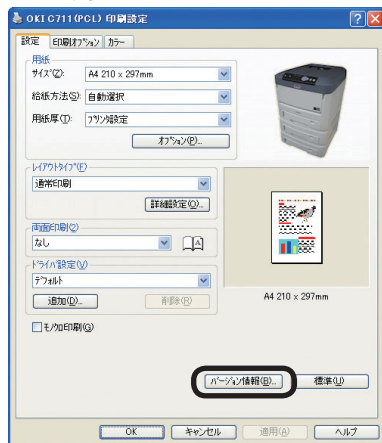 OKI C711(PCL) 印刷設定
設定 印刷オプション カラー
用紙
サイズ(Z): A4 210 x 297mm
給紙方法(S): 自動選択
用紙厚(T): プリンタ設定
オプション(P)...
レイアウトタイプ(F)
通常印刷
詳細設定(O)...
両面印刷(2)
なし
ドライバ設定(V)
デフォルト
追加(D)... 削除(R)
A4 210 x 297mm
モノクロ印刷(G)
バージョン情報(B)... 標準(U)
OK キャンセル 適用(A) ヘルプ